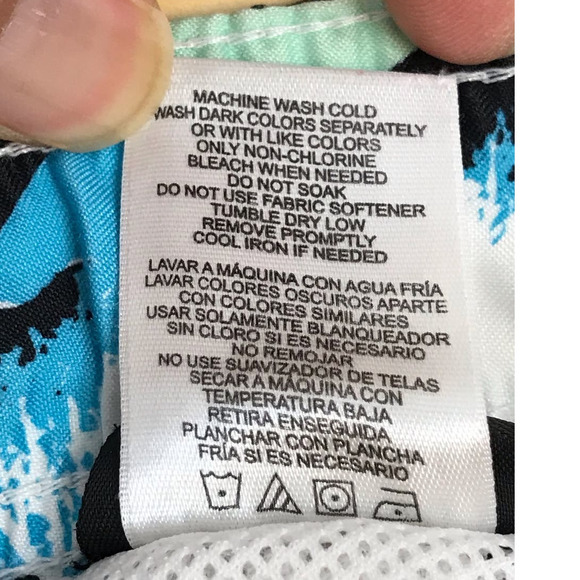 MACHINE WASH COLD
WASH DARK COLORS SEPARATELY
OR WITH LIKE COLORS
ONLY NON-CHLORINE
BLEACH WHEN NEEDED
DO NOT SOAK
DO NOT USE FABRIC SOFTENER
TUMBLE DRY LOW
REMOVE PROMPTLY
COOL IRON IF NEEDED
LAVAR A MÁQUINA CON AGUA FRÍA
LAVAR COLORES OSCUROS APARTE
CON COLORES SIMILARES
USAR SOLAMENTE BLANQUEADOR
SIN CLORO SI ES NECESARIO
NO REMOJAR
NO USE SUAVIZADOR DE TELAS
SECAR A MÁQUINA CON
TEMPERATURA BAJA
RETIRA ENSEGUIDA
PLANCHAR CON PLANCHA
FRÍA SI ES NECESARIO